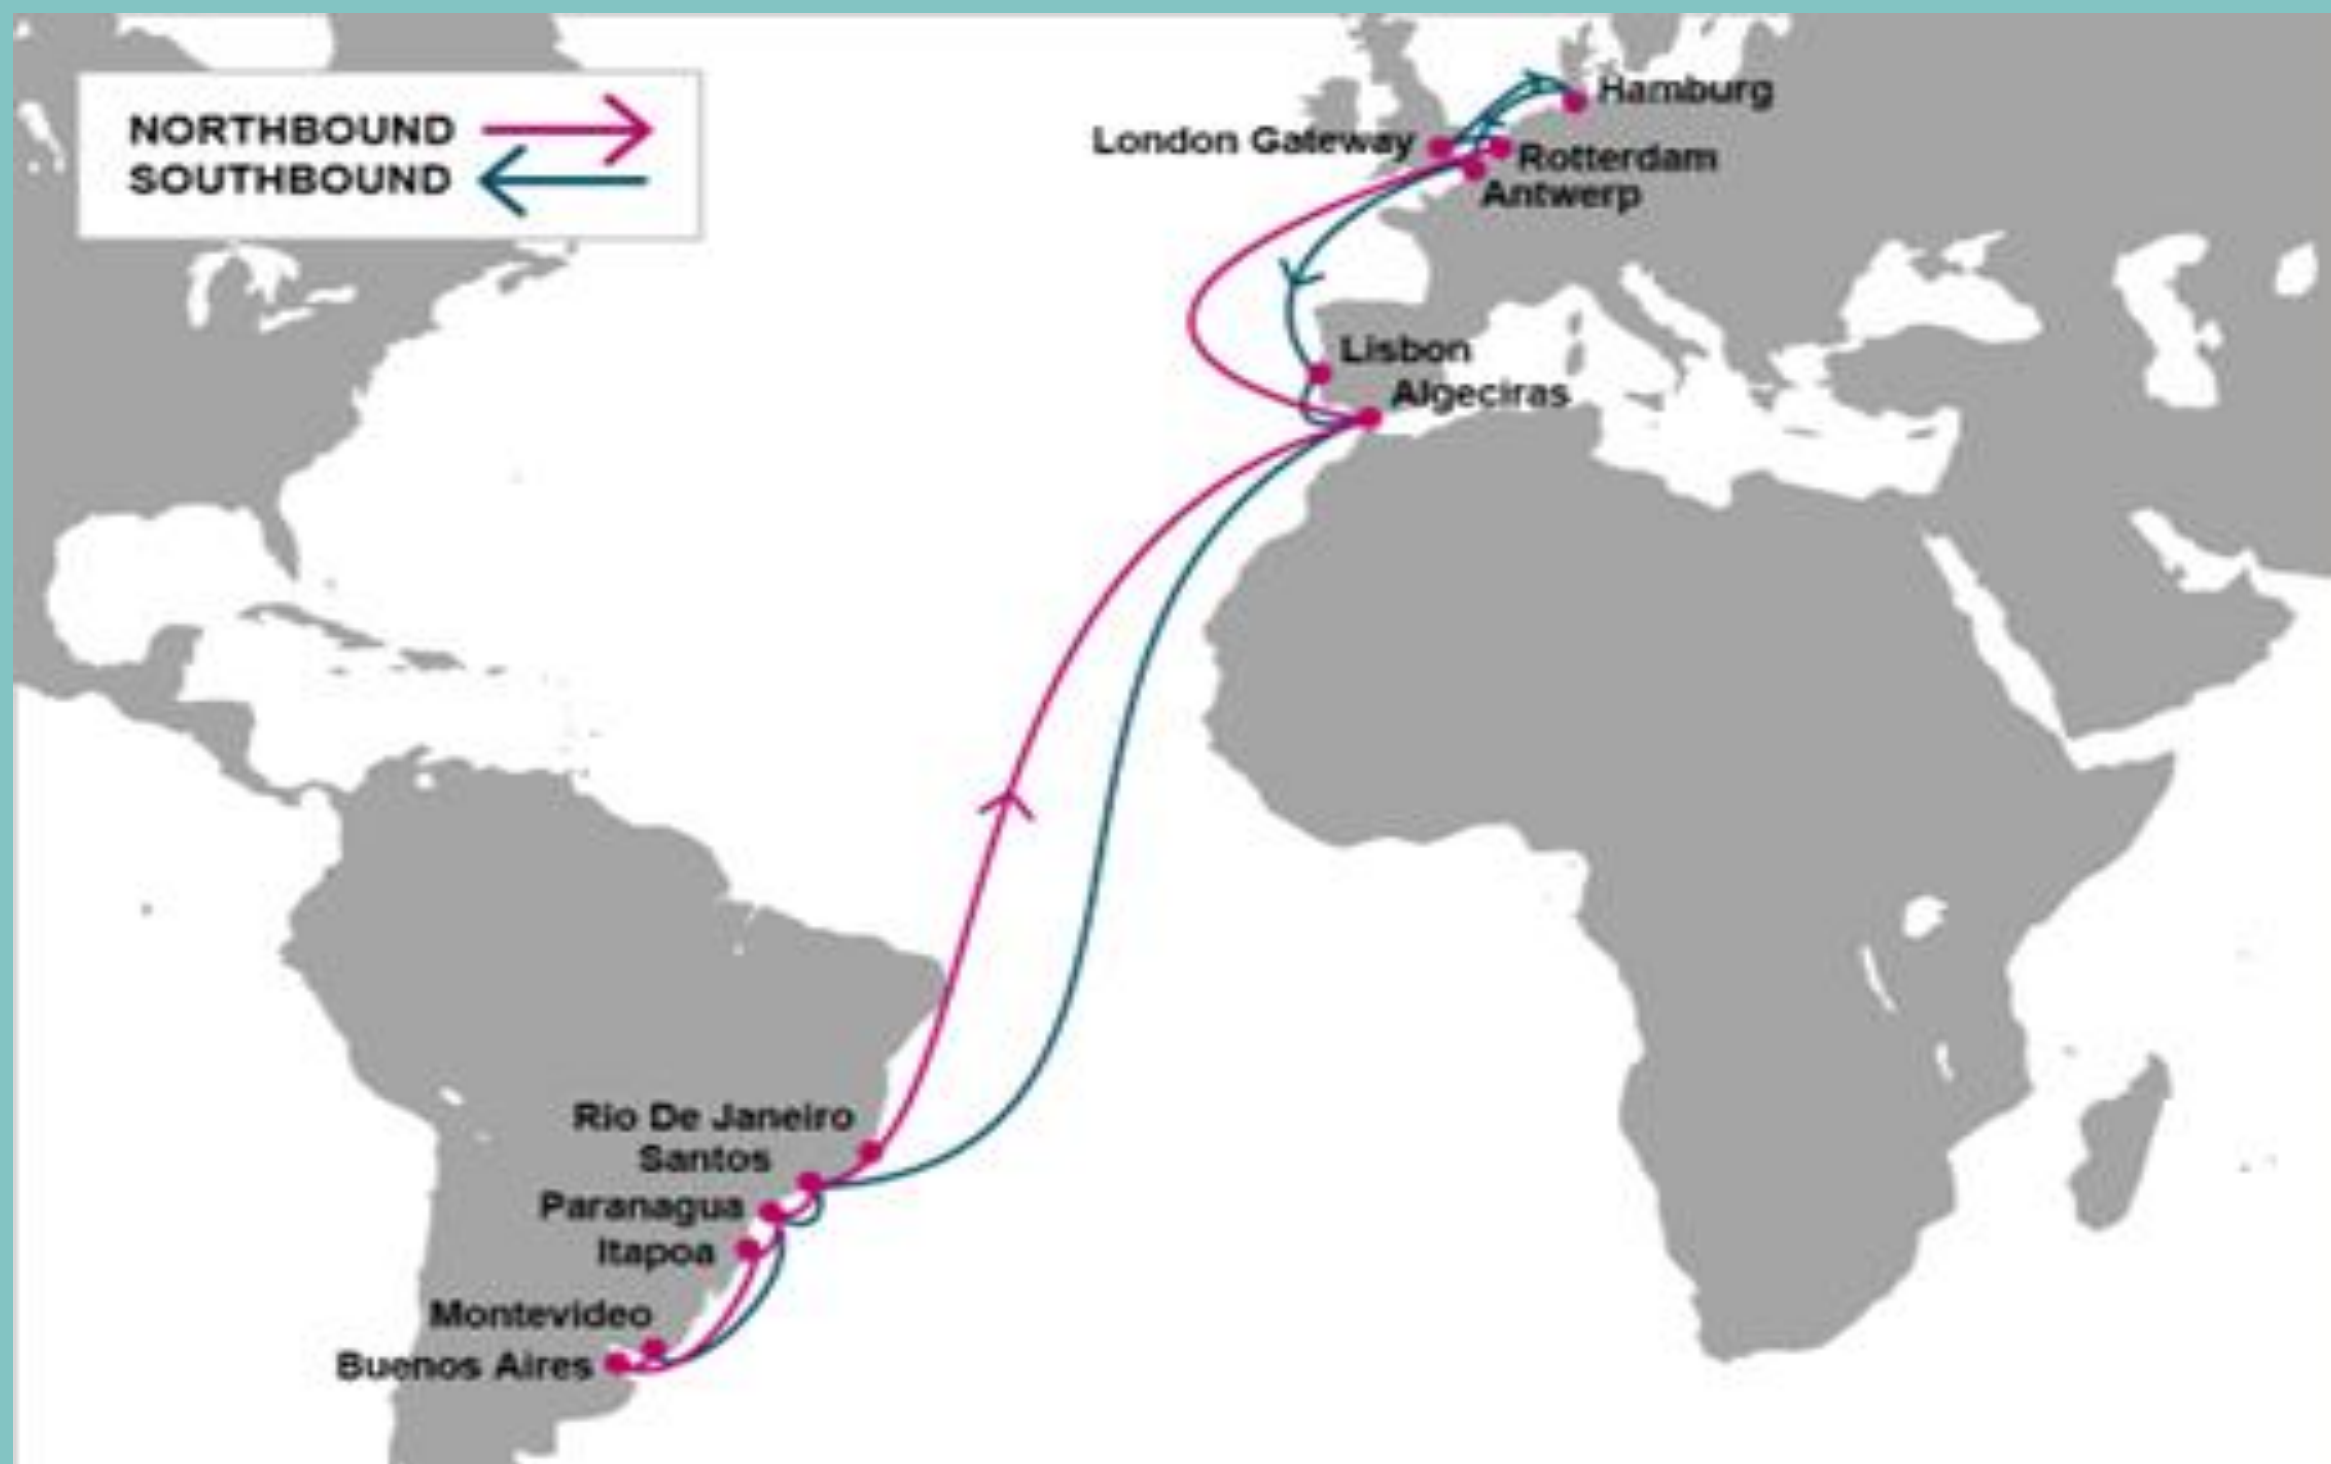 NORTHBOUND
SOUTHBOUND
Hamburg
London Gateway
Rotterdam
Antwerp
Lisbon
Algeciras
Rio De Janeiro
Santos
Paranagua
Itapoa
Montevideo
Buenos Aires